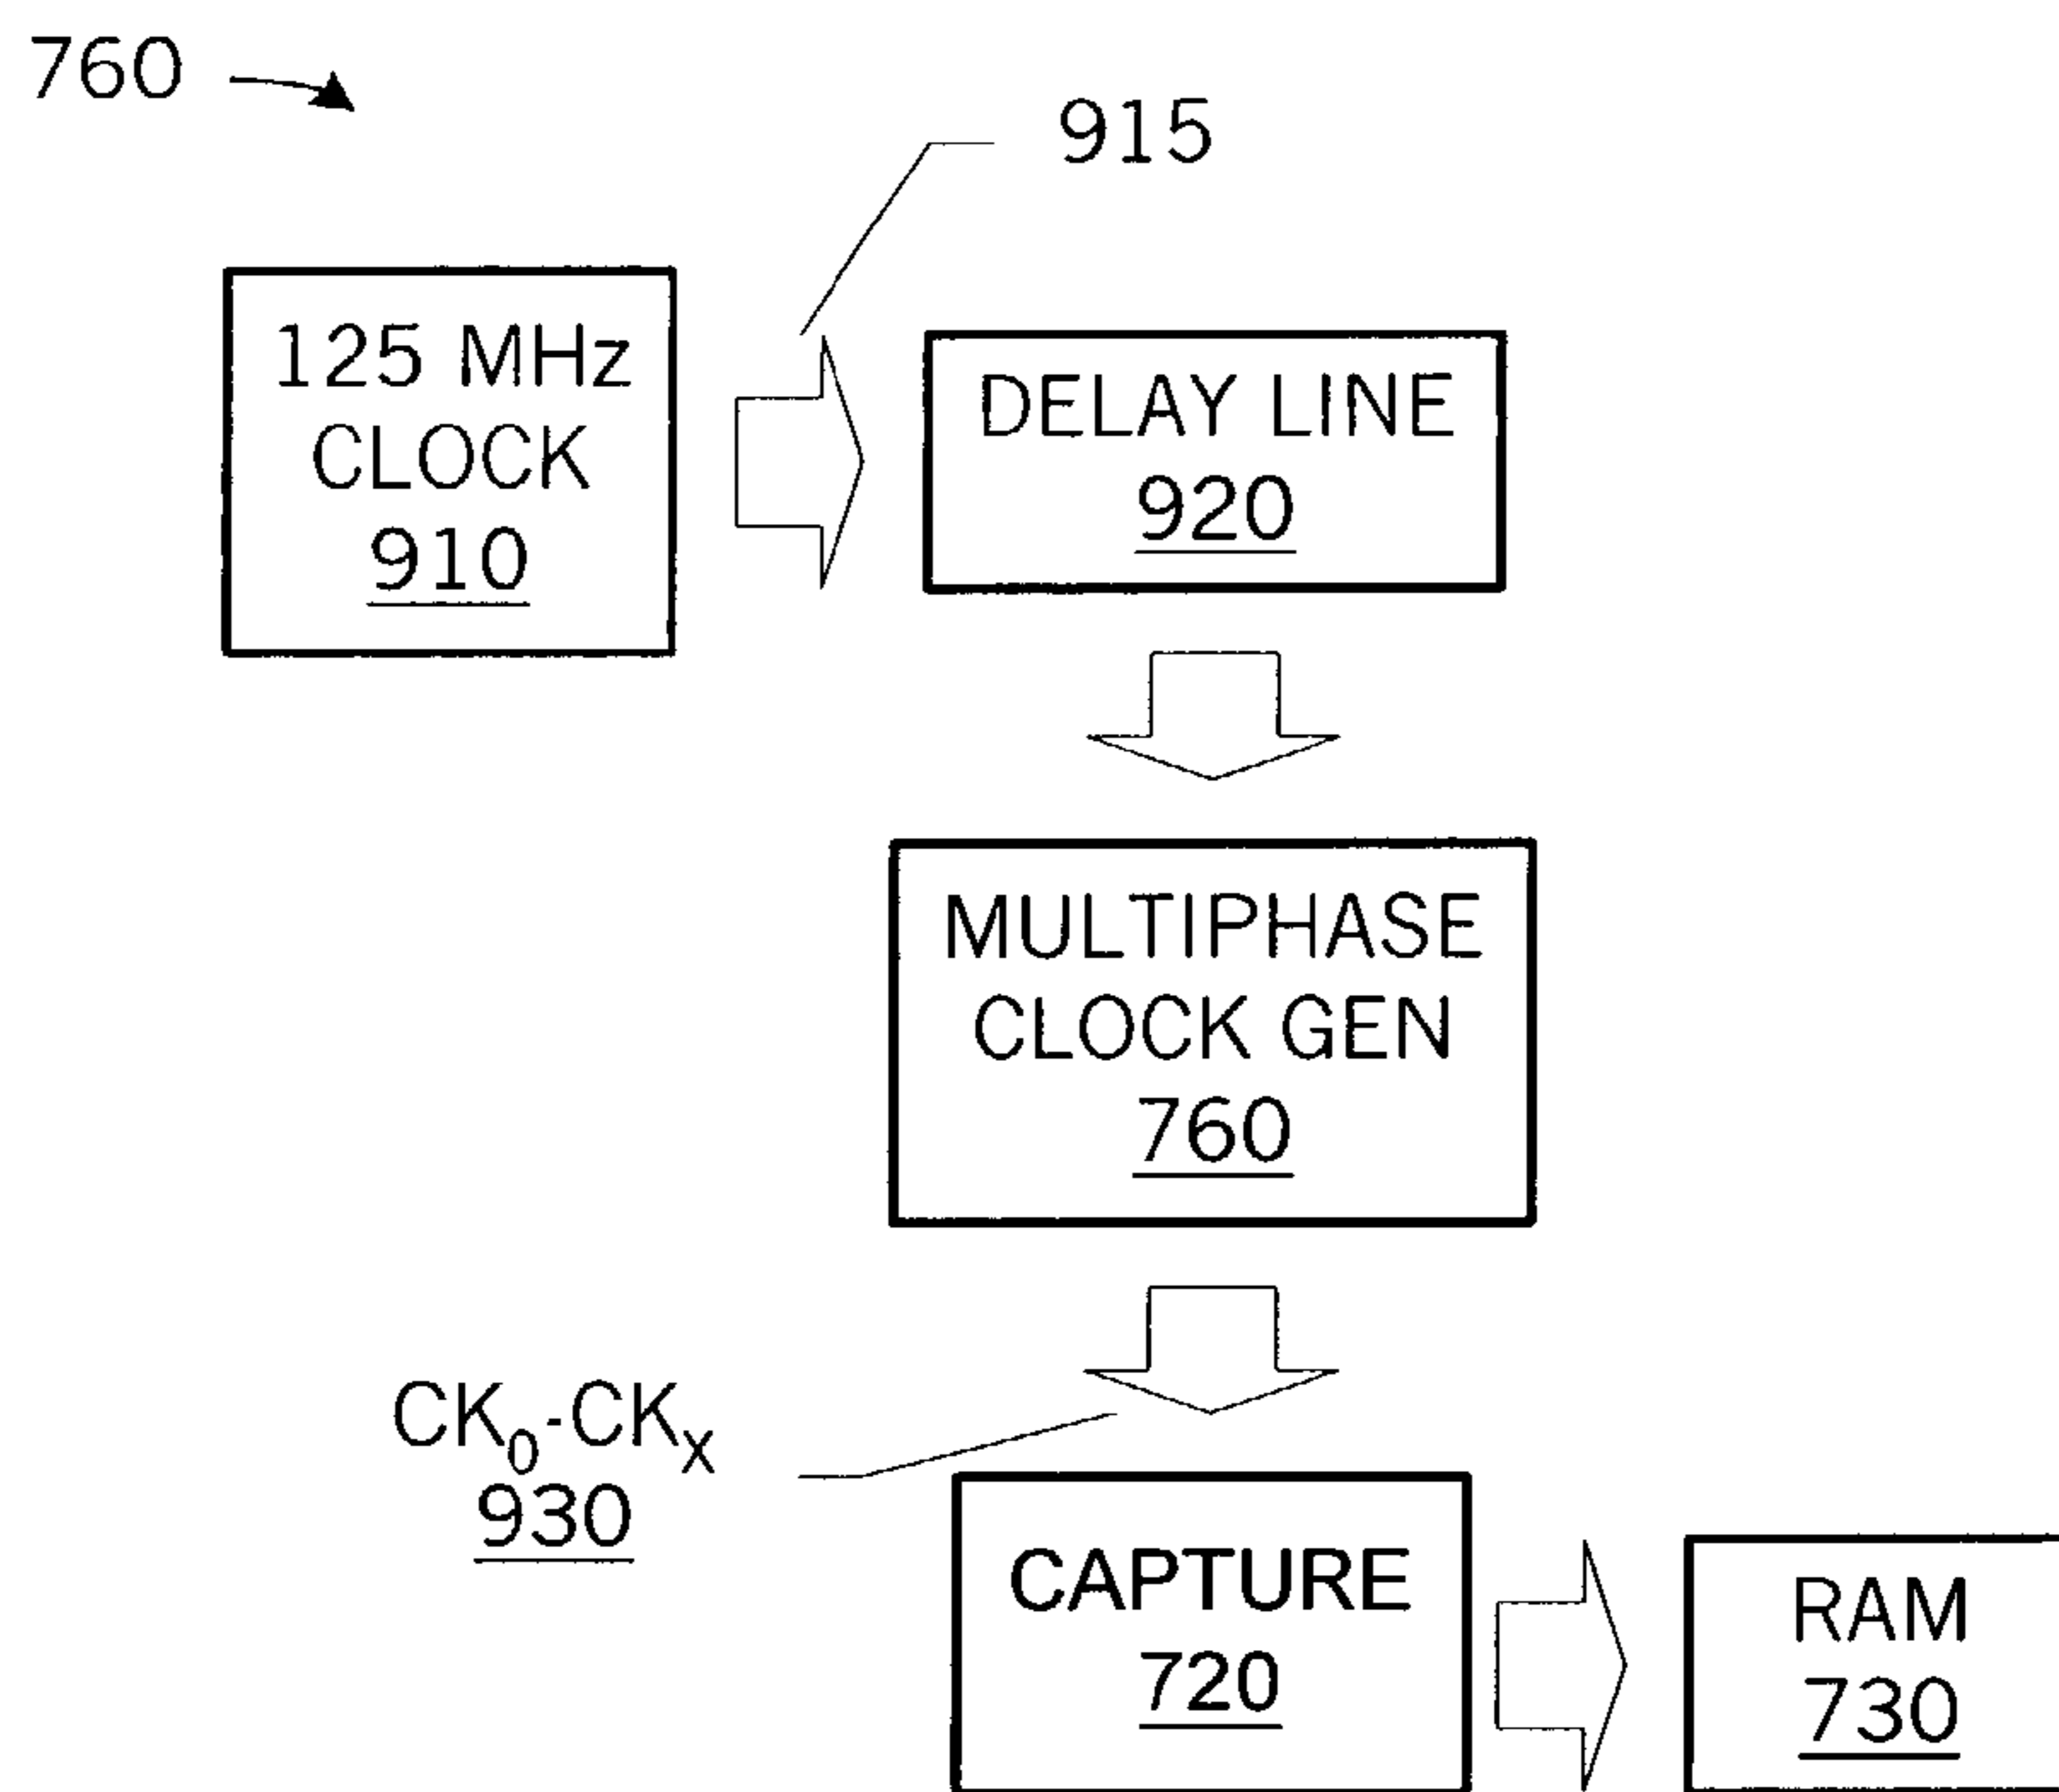 760
915
125 MHz
CLOCK
910
DELAY LINE
920
MULTIPHASE
CLOCK GEN
760
CK₀-CKₓ
930
CAPTURE
720
RAM
730